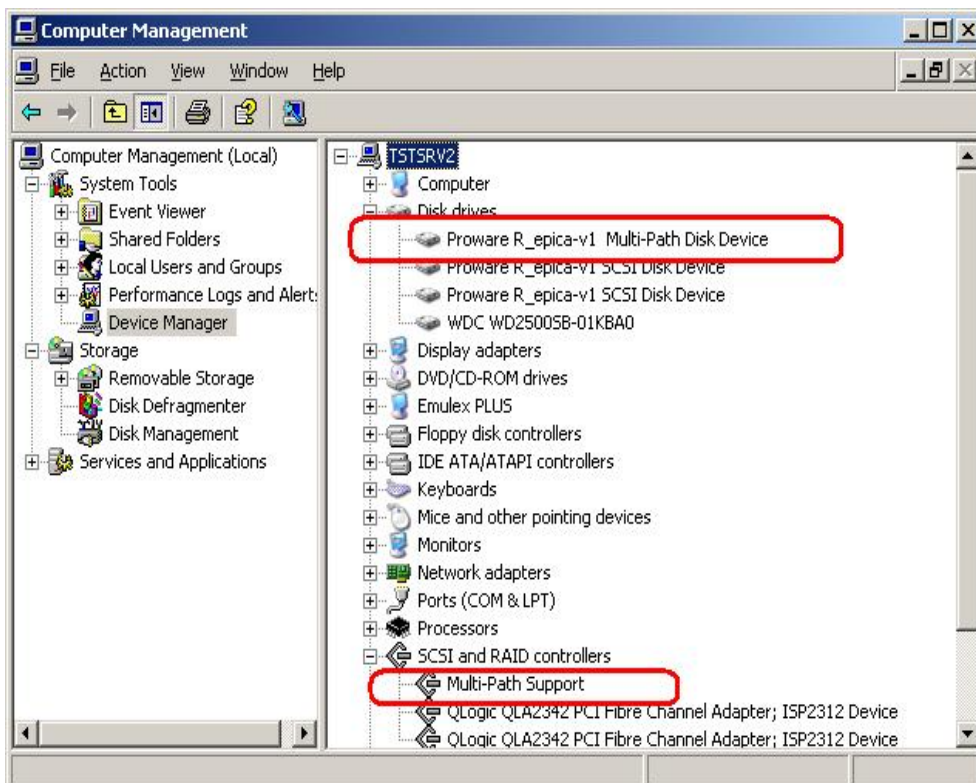 Computer Management
File Action View Window Help
Computer Management (Local)
System Tools
Event Viewer
Shared Folders
Local Users and Groups
Performance Logs and Alert
Device Manager
Storage
Removable Storage
Disk Defragmenter
Disk Management
Services and Applications
TSTSRV2
Computer
Disk drives
Proware R_epica-v1 Multi-Path Disk Device
Proware R_epica-v1 SCSI Disk Device
Proware R_epica-v1 SCSI Disk Device
WDC WD2500SB-01KBA0
Display adapters
DVD/CD-ROM drives
Emulex PLUS
Floppy disk controllers
IDE ATA/ATAPI controllers
Keyboards
Mice and other pointing devices
Monitors
Network adapters
Ports (COM & LPT)
Processors
SCSI and RAID controllers
Multi-Path Support
QLogic QLA2342 PCI Fibre Channel Adapter; ISP2312 Device
QLogic QLA2342 PCI Fibre Channel Adapter; ISP2312 Device